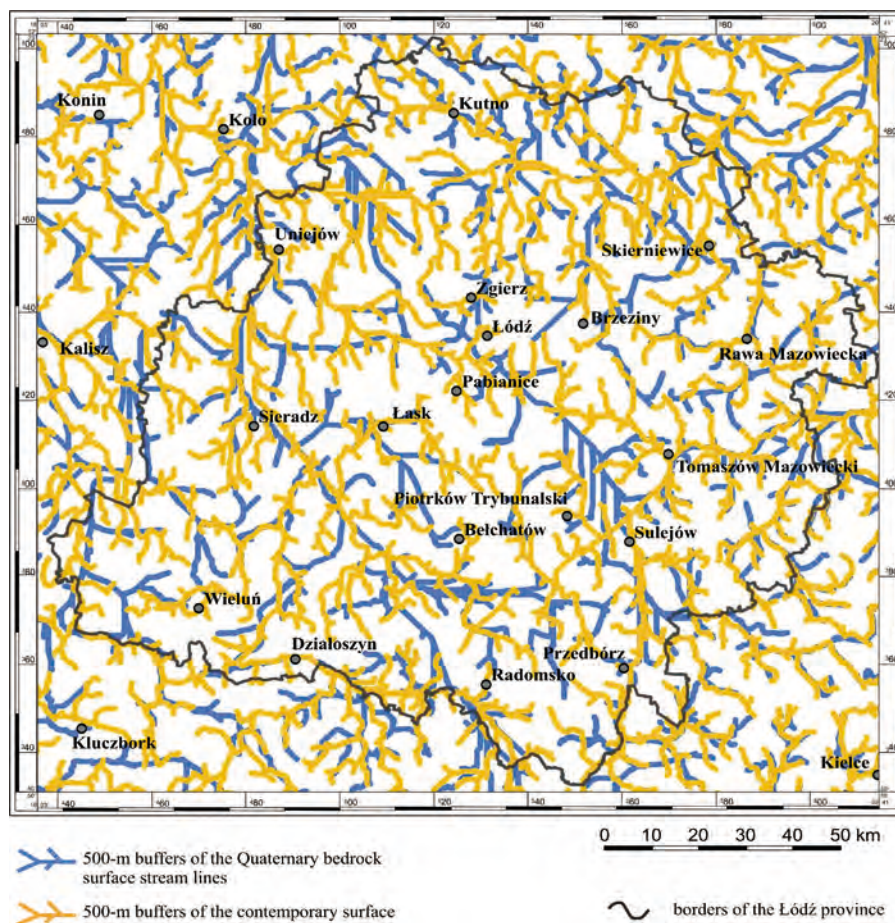 Konin
Koło
Kutno
Uniejów
Skierniewice
Zgierz
Łódź
Brzeziny
Kalisz
Rawa Mazowiecka
Pabianice
Sieradz
Łask
Tomaszów Mazowiecki
Piotrków Trybunalski
Bełchatów
Sulejów
Wieluń
Działoszyn
Przedbórz
Radomsko
Kluczbork
Kielce
0 10 20 30 40 50 km
500-m buffers of the Quaternary bedrock
surface stream lines
500-m buffers of the contemporary surface
borders of the Łódź province